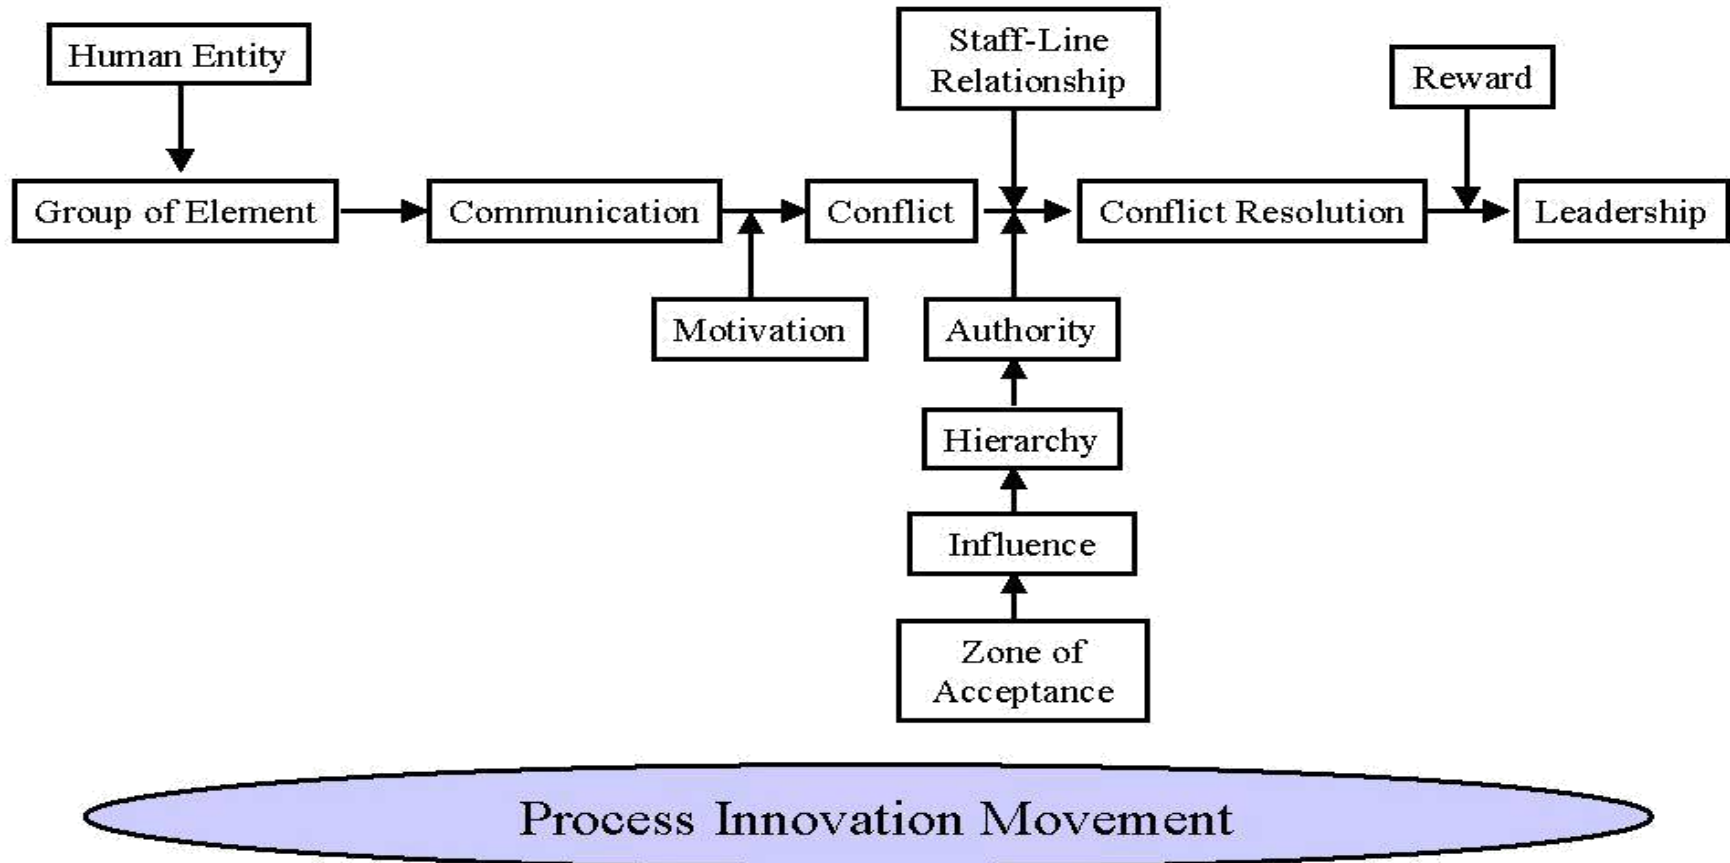 Human Entity
Staff-Line
Relationship
Reward
Group of Element
Communication
Conflict
Conflict Resolution
Leadership
Motivation
Authority
Hierarchy
Influence
Zone of
Acceptance
Process Innovation Movement